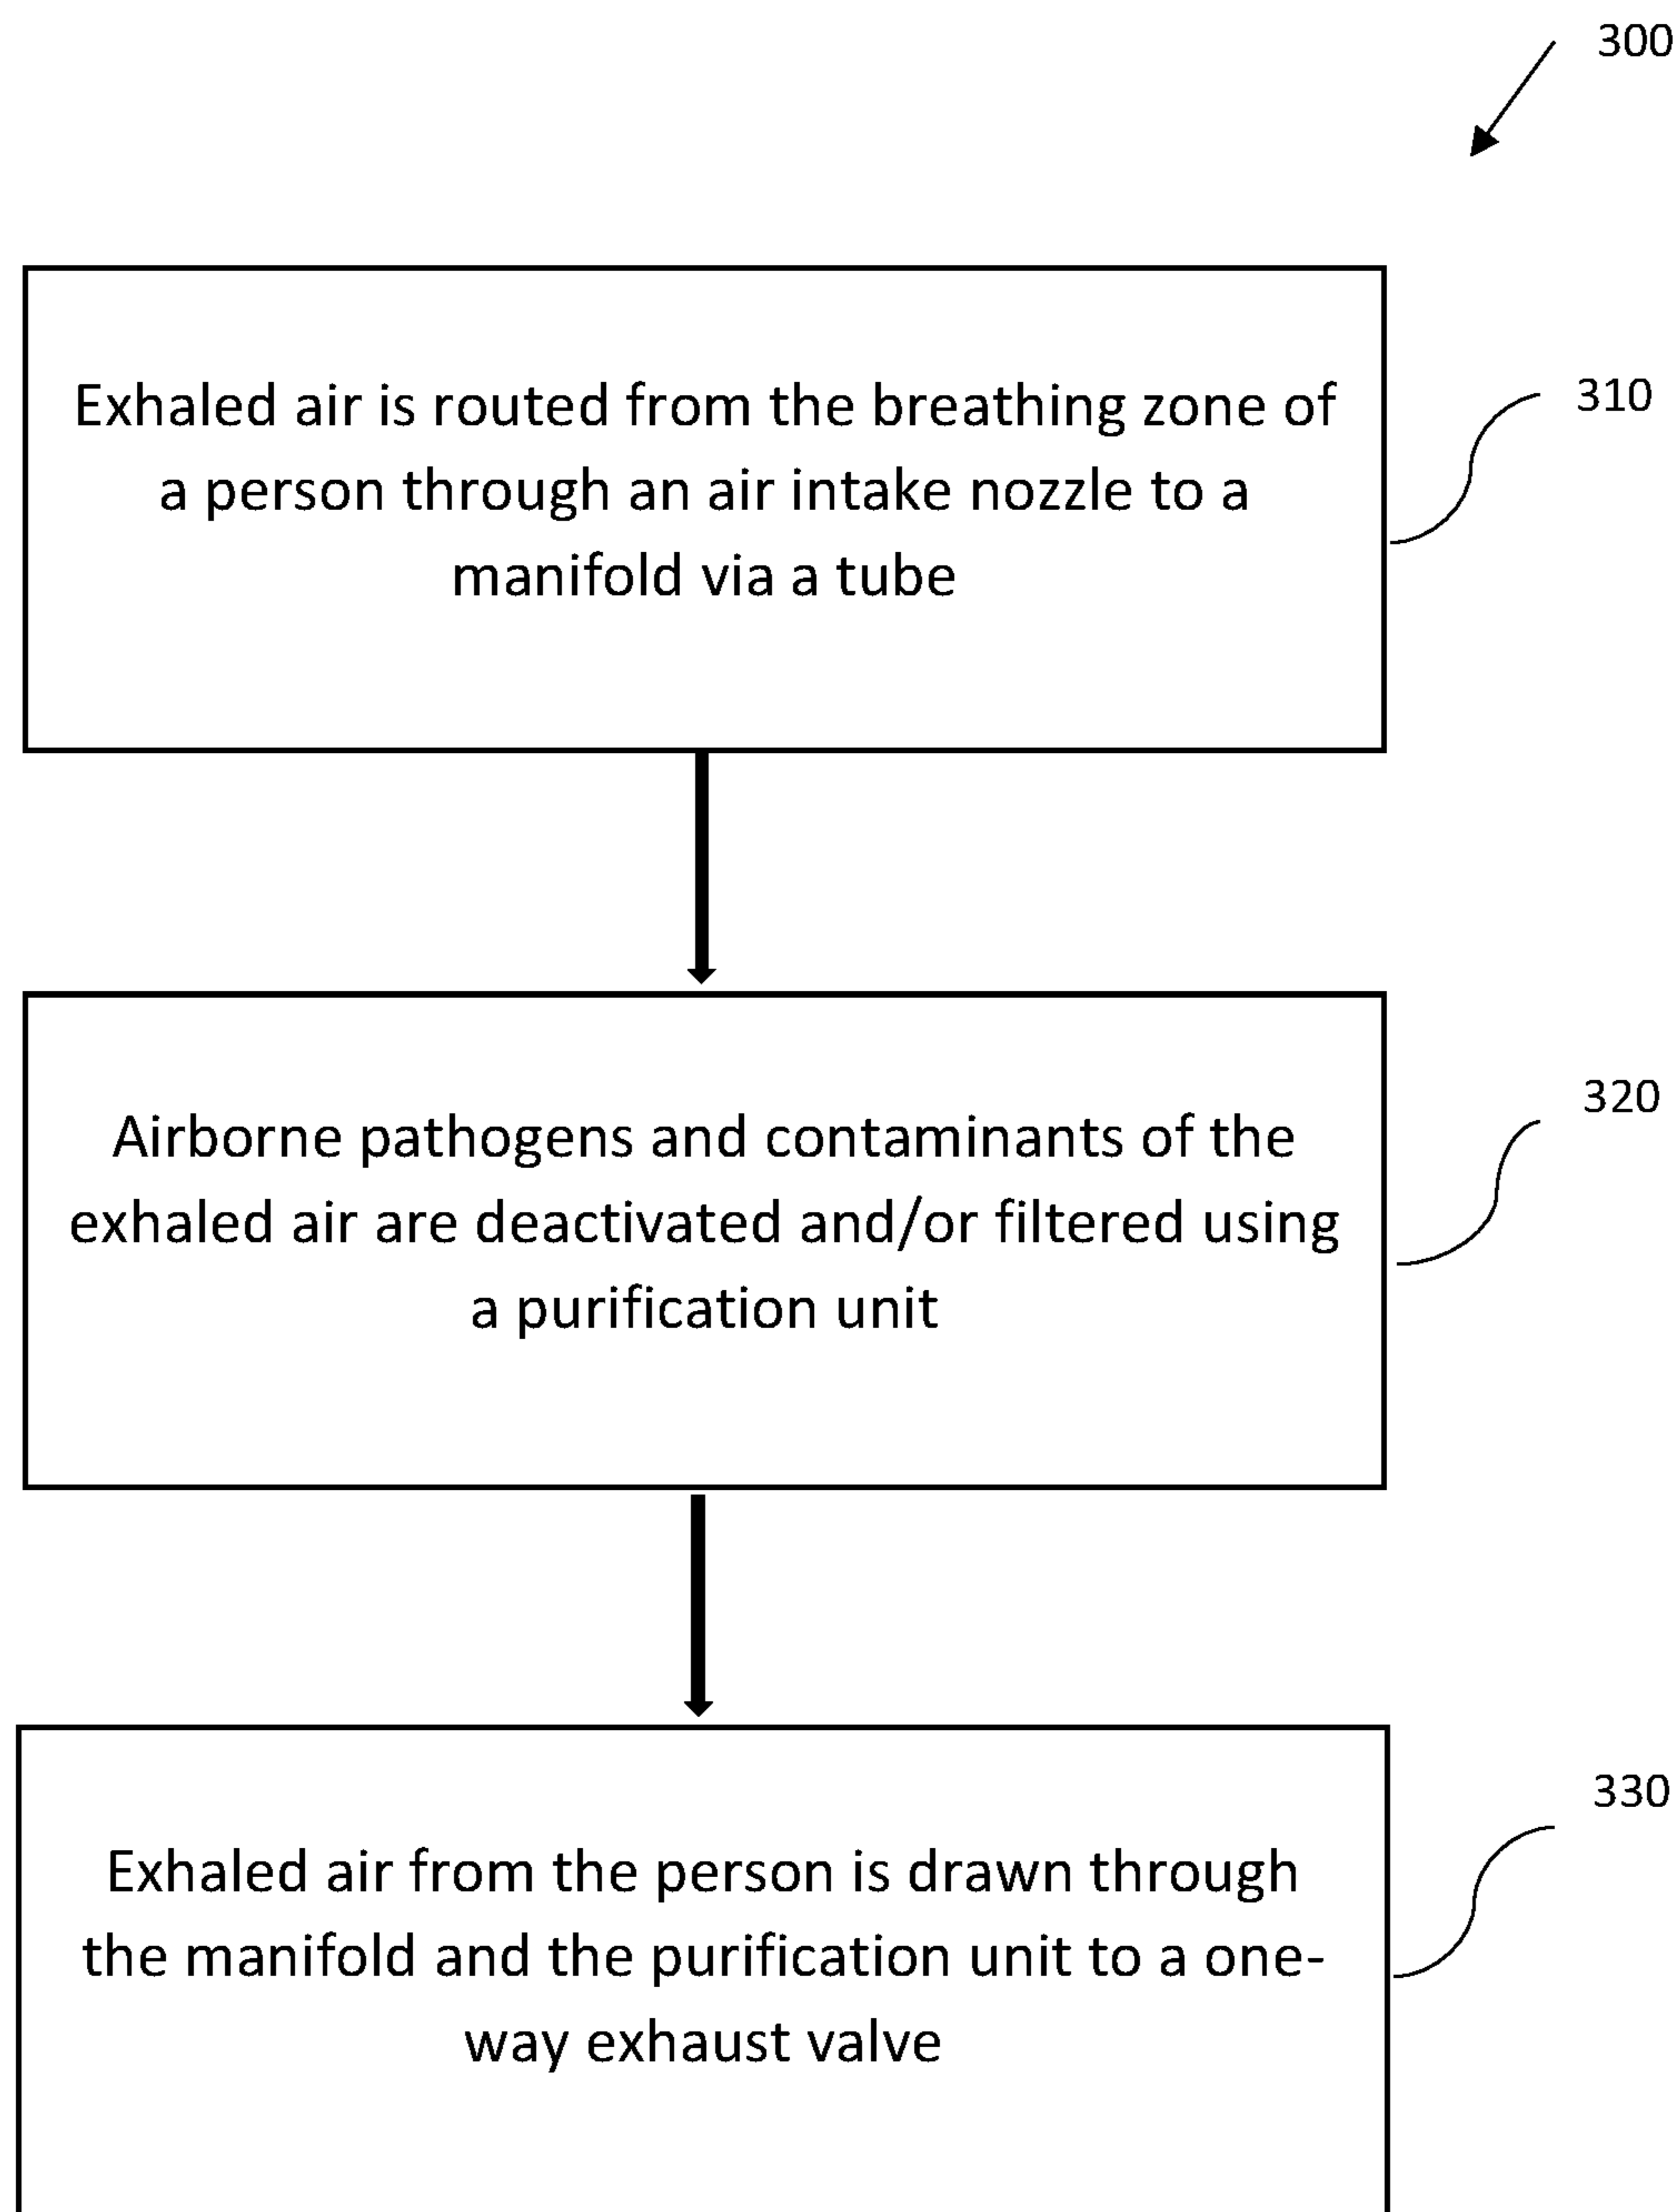 300
Exhaled air is routed from the breathing zone of
a person through an air intake nozzle to a
manifold via a tube
310
Airborne pathogens and contaminants of the
exhaled air are deactivated and/or filtered using
a purification unit
320
Exhaled air from the person is drawn through
the manifold and the purification unit to a one-
way exhaust valve
330